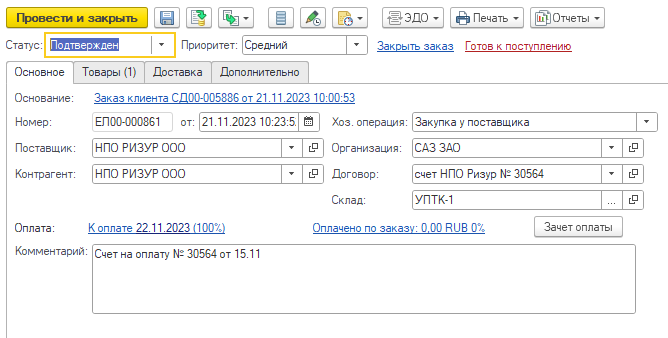 Провести и закрыть ЭДО Печать Отчеты
Статус: Подтвержден Приоритет: Средний Закрыть заказ Готов к поступлению
Основное Товары (1) Доставка Дополнительно
Основание: Заказ клиента СД00-005886 от 21.11.2023 10:00:53
Номер: ЕП00-000861 от: 21.11.2023 10:23:5 Хоз. операция: Закупка у поставщика
Поставщик: НПО РИЗУР ООО Организация: САЗ ЗАО
Контрагент: НПО РИЗУР ООО Договор: счет НПО Ризур № 30564
Склад: УПТК-1 ...
Оплата: К оплате 22.11.2023 (100%) Оплачено по заказу: 0,00 RUB 0% Зачет оплаты
Комментарий: Счет на оплату № 30564 от 15.11